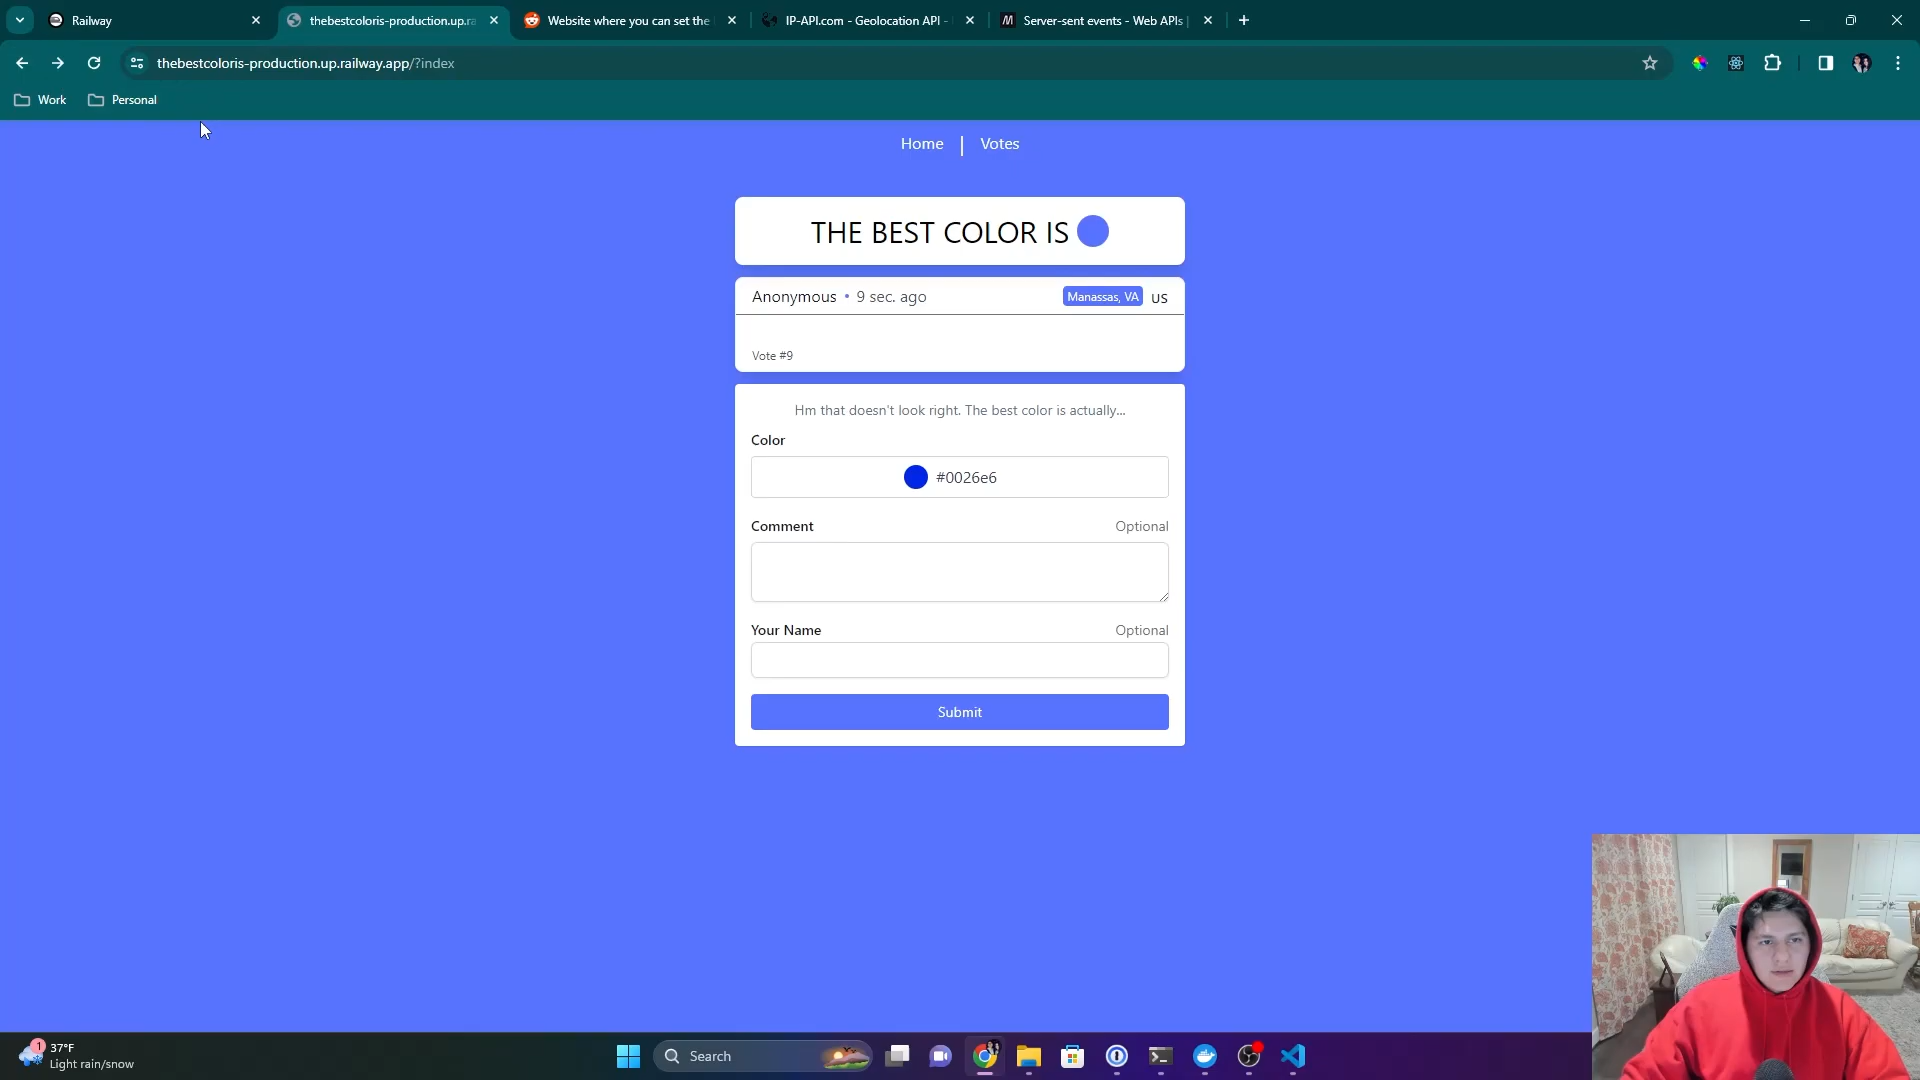 Railway
thebestcoloris-production.up.ra
Website where you can set the
IP-API.com - Geolocation API -
Server-sent events - Web APIs |
thebestcoloris-production.up.railway.app/?index
Work
Personal
Home | Votes
THE BEST COLOR IS
Anonymous • 9 sec. ago
Manassas, VA
US
Vote #9
Hm that doesn't look right. The best color is actually...
Color
#0026e6
Comment
Optional
Your Name
Optional
Submit
1
37°F
Light rain/snow
Search